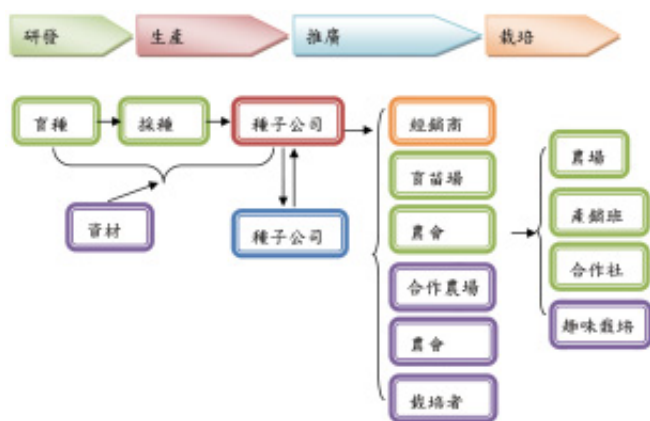 研發
生產
推廣
栽培
育種
採種
種子公司
資材
種子公司
經銷商
育苗場
農會
合作農場
農會
栽培者
農場
產銷班
合作社
趣味栽培